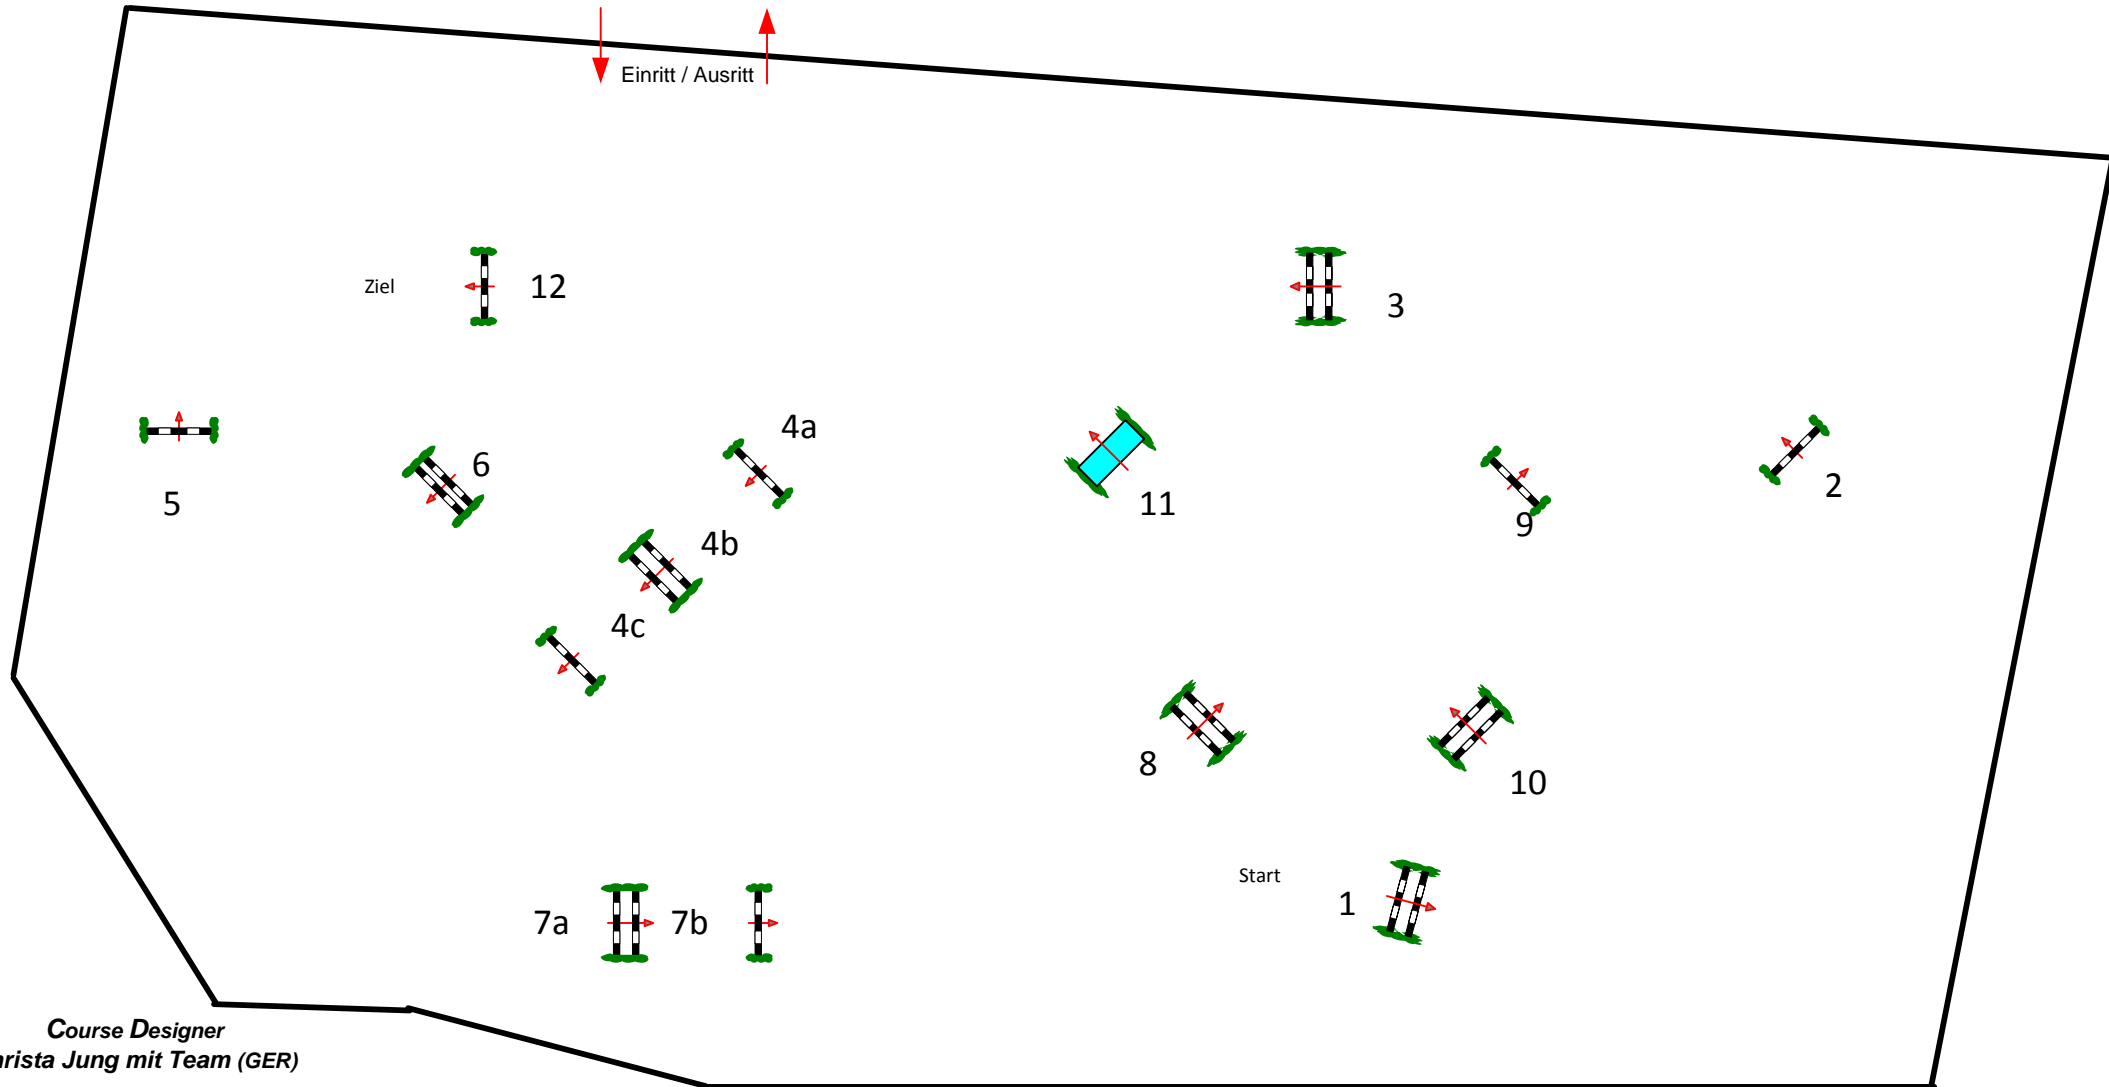 Einritt / Ausritt
Ziel
12
3
4a
6
5
11
9
2
4b
4c
8
10
Start
1
7a
7b
Course Designer
hrista Jung mit Team (GER)